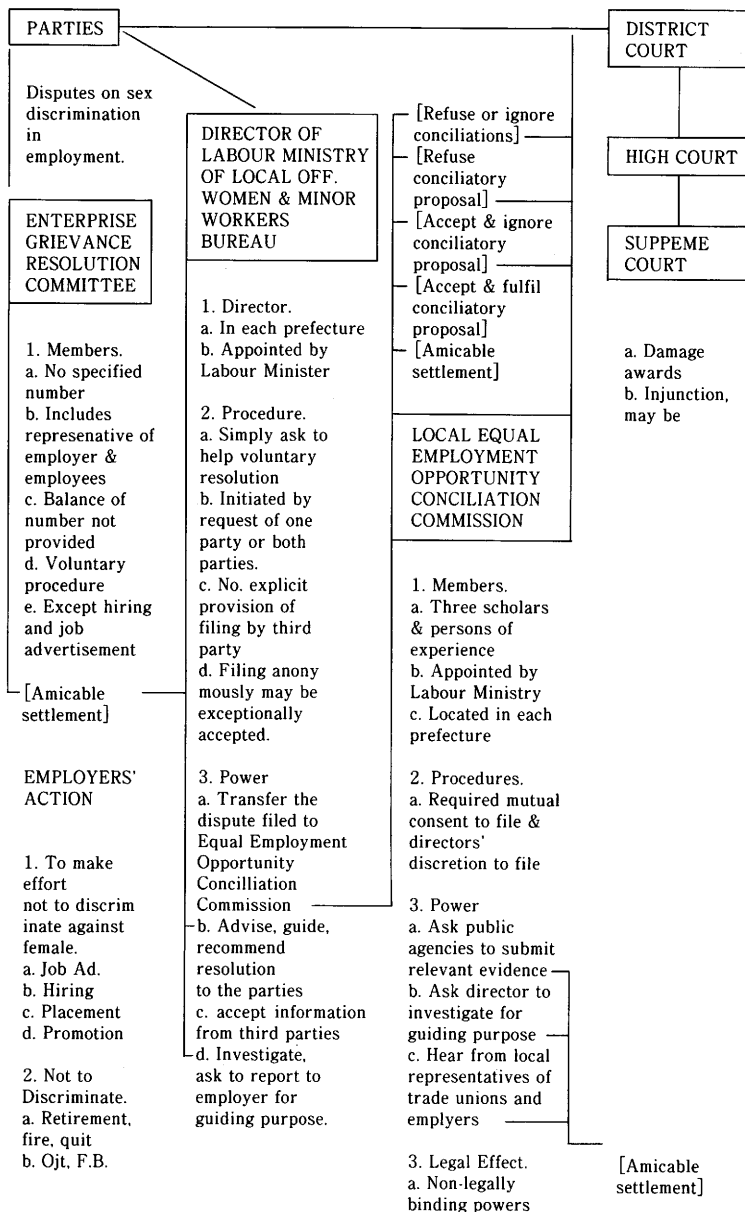 PARTIES
Disputes on sex
discrimination
in
employment.
ENTERPRISE
GRIEVANCE
RESOLUTION
COMMITTEE
1. Members.
a. No specified
number
b. Includes
represenative of
employer &
employees
c. Balance of
number not
provided
d. Voluntary
procedure
e. Except hiring
and job
advertisement
[Amicable
settlement]
EMPLOYERS'
ACTION
1. To make
effort
not to discrim
inate against
female.
a. Job Ad.
b. Hiring
c. Placement
d. Promotion
2. Not to
Discriminate.
a. Retirement,
fire, quit
b. Ojt, F.B.
DIRECTOR OF
LABOUR MINISTRY
OF LOCAL OFF.
WOMEN & MINOR
WORKERS
BUREAU
1. Director.
a. In each prefecture
b. Appointed by
Labour Minister
2. Procedure.
a. Simply ask to
help voluntary
resolution
b. Initiated by
request of one
party or both
parties.
c. No. explicit
provision of
filing by third
party
d. Filing anony
mously may be
exceptionally
accepted.
3. Power
a. Transfer the
dispute filed to
Equal Employment
Opportunity
Concilliation
Commission
b. Advise, guide,
recommend
resolution
to the parties
c. accept information
from third parties
d. Investigate,
ask to report to
employer for
guiding purpose.
[Refuse or ignore
conciliations]
[Refuse
conciliatory
proposal]
[Accept & ignore
conciliatory
proposal]
[Accept & fulfil
conciliatory
proposal]
[Amicable
settlement]
LOCAL EQUAL
EMPLOYMENT
OPPORTUNITY
CONCILIATION
COMMISSION
1. Members.
a. Three scholars
& persons of
experience
b. Appointed by
Labour Ministry
c. Located in each
prefecture
2. Procedures.
a. Required mutual
consent to file &
directors'
discretion to file
3. Power
a. Ask public
agencies to submit
relevant evidence
b. Ask director to
investigate for
guiding purpose
c. Hear from local
representatives of
trade unions and
emplyers
3. Legal Effect.
a. Non-legally
binding powers
DISTRICT
COURT
HIGH COURT
SUPPEME
COURT
a. Damage
awards
b. Injunction,
may be
[Amicable
settlement]